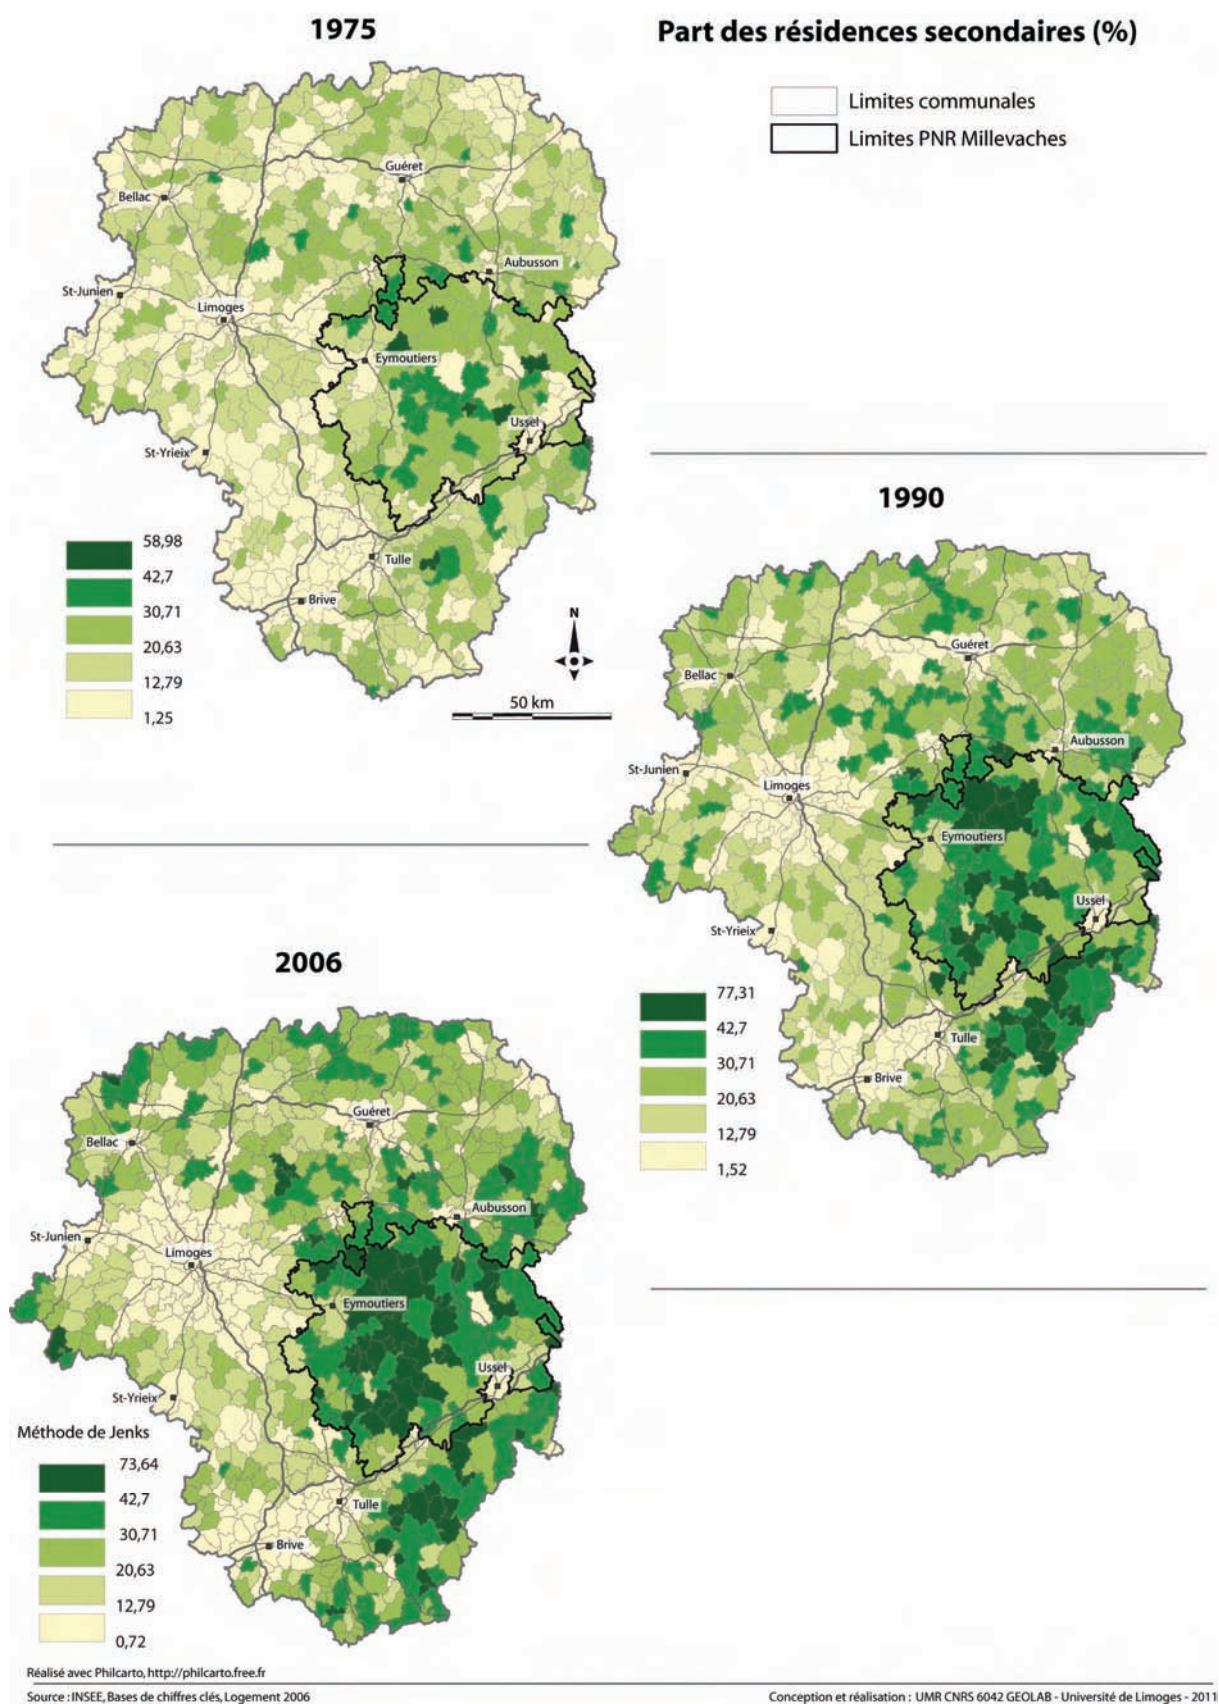 1975
Part des résidences secondaires (%)
Limites communales
Limites PNR Millevaches
Guéret
Bellac
Aubusson
St-Junien
Limoges
Eymoutiers
Ussel
St-Yrieix
Tulle
Brive
58,98
42,7
30,71
20,63
12,79
1,25
N
50 km
1990
Guéret
Bellac
Aubusson
St-Junien
Limoges
Eymoutiers
Ussel
St-Yrieix
Tulle
Brive
77,31
42,7
30,71
20,63
12,79
1,52
2006
Guéret
Bellac
Aubusson
St-Junien
Limoges
Eymoutiers
Ussel
St-Yrieix
Tulle
Brive
Méthode de Jenks
73,64
42,7
30,71
20,63
12,79
0,72
Réalisé avec Philcarto, http://philcarto.free.fr
Source : INSEE, Bases de chiffres clés, Logement 2006
Conception et réalisation : UMR CNRS 6042 GEOLAB - Université de Limoges - 2011